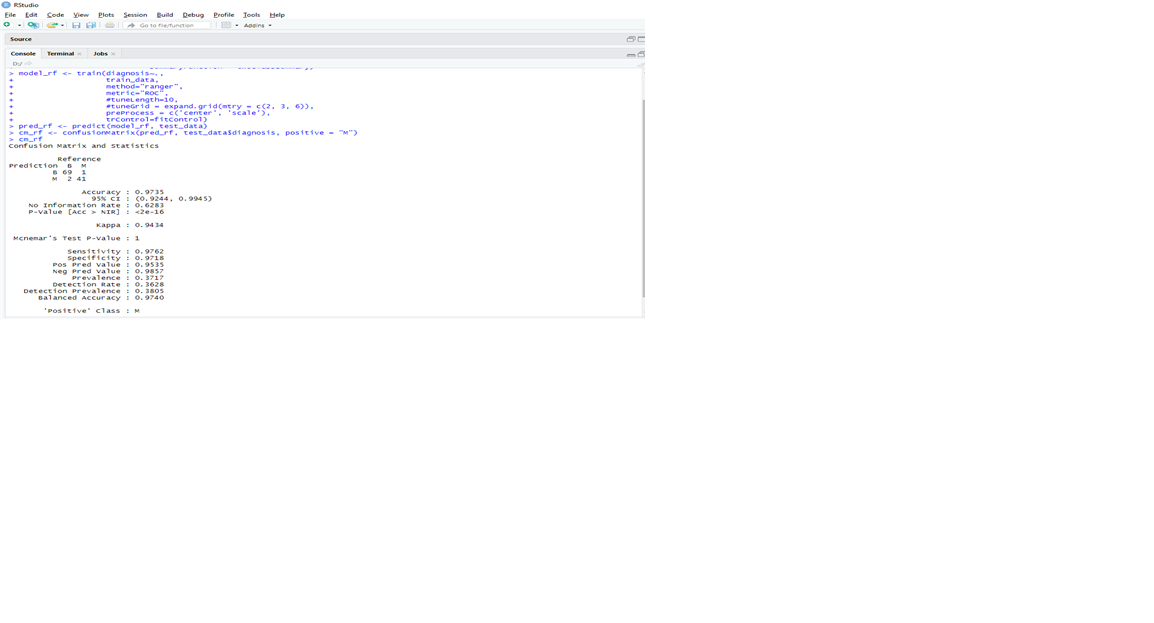 RStudio
File Edit Code View Plots Session Build Debug Profile Tools Help
Go to file/function Addins
Source
Console Terminal × Jobs ×
D:/
> model_rf <- train(diagnosis~.,
+ train_data,
+ method="ranger",
+ metric="ROC",
+ #tuneLength=10,
+ #tuneGrid = expand.grid(mtry = c(2, 3, 6)),
+ preProcess = c('center', 'scale'),
+ trControl=fitControl)
> pred_rf <- predict(model_rf, test_data)
> cm_rf <- confusionMatrix(pred_rf, test_data$diagnosis, positive = "M")
> cm_rf
Confusion Matrix and Statistics
Reference
Prediction B M
B 69 1
M 2 41
Accuracy : 0.9735
95% CI : (0.9244, 0.9945)
No Information Rate : 0.6283
P-Value [Acc > NIR] : <2e-16
Kappa : 0.9434
Mcnemar's Test P-Value : 1
Sensitivity : 0.9762
Specificity : 0.9718
Pos Pred Value : 0.9535
Neg Pred Value : 0.9857
Prevalence : 0.3717
Detection Rate : 0.3628
Detection Prevalence : 0.3805
Balanced Accuracy : 0.9740
'Positive' Class : M